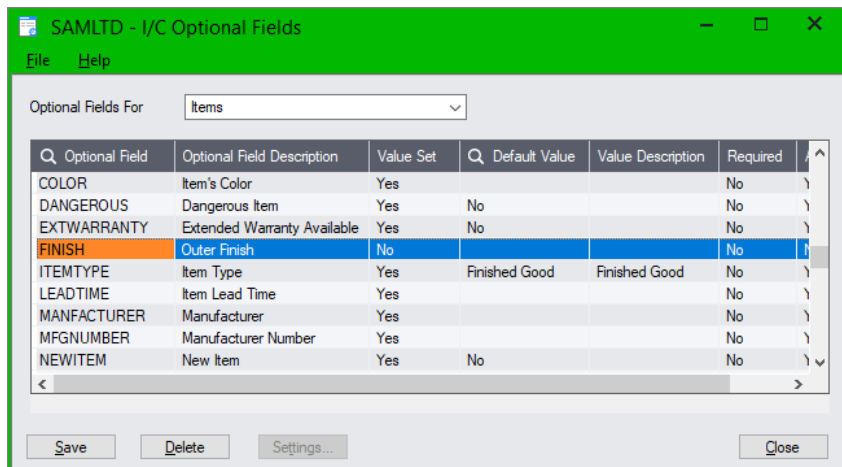 SAMLTD - I/C Optional Fields
File Help
Optional Fields For Items
Optional Field Optional Field Description Value Set Default Value Value Description Required
COLOR Item's Color Yes No
DANGEROUS Dangerous Item Yes No No
EXTWARRANTY Extended Warranty Available Yes No No
FINISH Outer Finish No No
ITEMTYPE Item Type Yes Finished Good Finished Good No
LEADTIME Item Lead Time Yes No
MANFACTURER Manufacturer Yes No
MFGNUMBER Manufacturer Number Yes No
NEWITEM New Item Yes No No
Save Delete Settings... Close